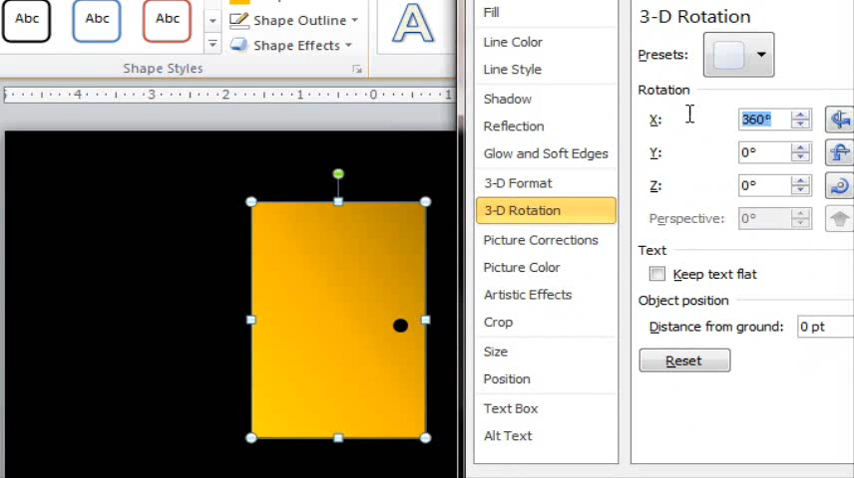 Abc
Abc
Abc
Shape Outline
Shape Effects
A
Shape Styles
4 3 2 1 0 1
Fill
Line Color
Line Style
Shadow
Reflection
Glow and Soft Edges
3-D Format
3-D Rotation
Picture Corrections
Picture Color
Artistic Effects
Crop
Size
Position
Text Box
Alt Text
3-D Rotation
Presets:
Rotation
X: 360°
Y: 0°
Z: 0°
Perspective: 0°
Text
Keep text flat
Object position
Distance from ground: 0 pt
Reset